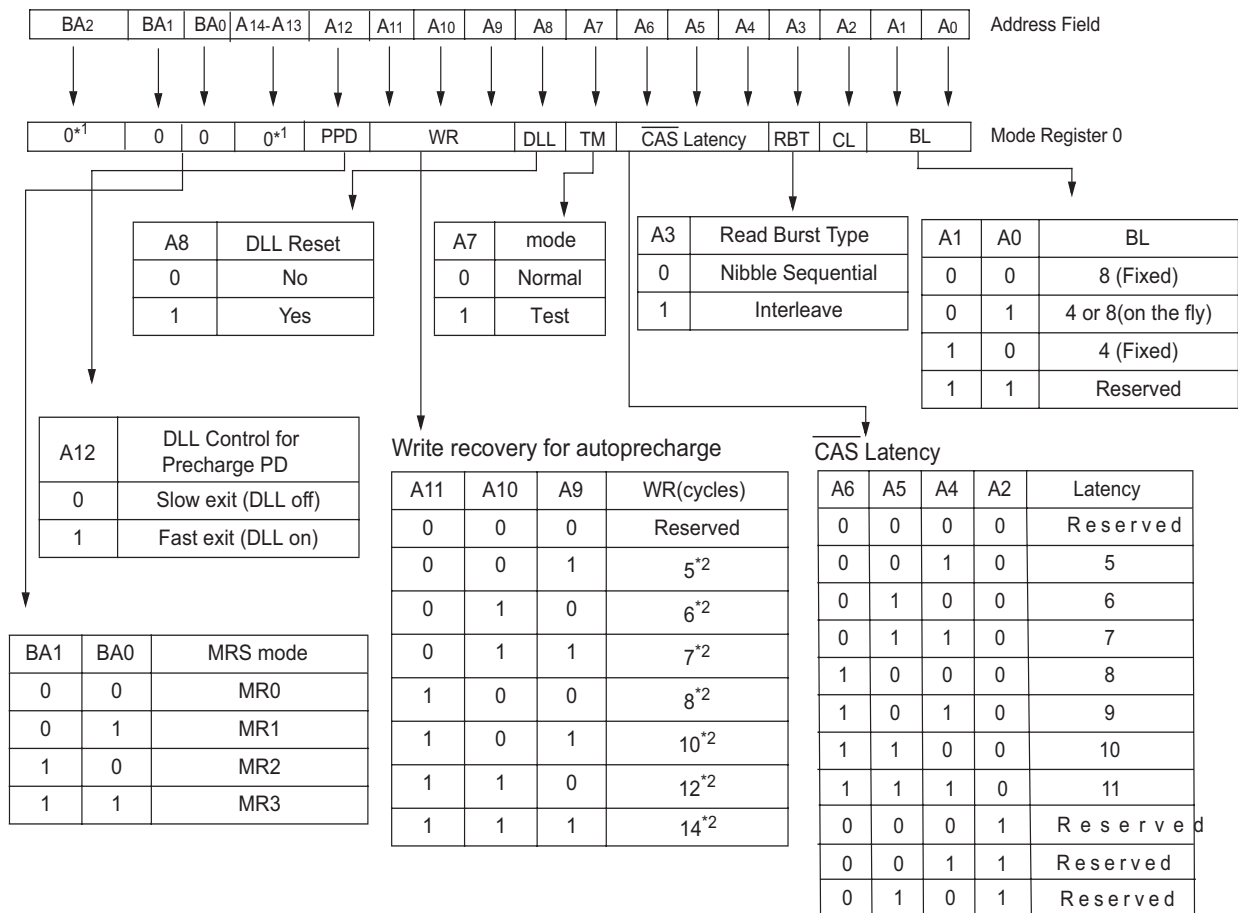 BA2 BA1 BA0 A14-A13 A12 A11 A10 A9 A8 A7 A6 A5 A4 A3 A2 A1 A0 Address Field
0*1 0 0 0*1 PPD WR DLL TM CAS Latency RBT CL BL Mode Register 0
A8 DLL Reset
0 No
1 Yes
A7 mode
0 Normal
1 Test
A3 Read Burst Type
0 Nibble Sequential
1 Interleave
A1 A0 BL
0 0 8 (Fixed)
0 1 4 or 8(on the fly)
1 0 4 (Fixed)
1 1 Reserved
A12 DLL Control for
Precharge PD
0 Slow exit (DLL off)
1 Fast exit (DLL on)
Write recovery for autoprecharge
A11 A10 A9 WR(cycles)
0 0 0 Reserved
0 0 1 5*2
0 1 0 6*2
0 1 1 7*2
1 0 0 8*2
1 0 1 10*2
1 1 0 12*2
1 1 1 14*2
CAS Latency
A6 A5 A4 A2 Latency
0 0 0 0 Reserved
0 0 1 0 5
0 1 0 0 6
0 1 1 0 7
1 0 0 0 8
1 0 1 0 9
1 1 0 0 10
1 1 1 0 11
0 0 0 1 Reserved
0 0 1 1 Reserved
0 1 0 1 Reserved
BA1 BA0 MRS mode
0 0 MR0
0 1 MR1
1 0 MR2
1 1 MR3